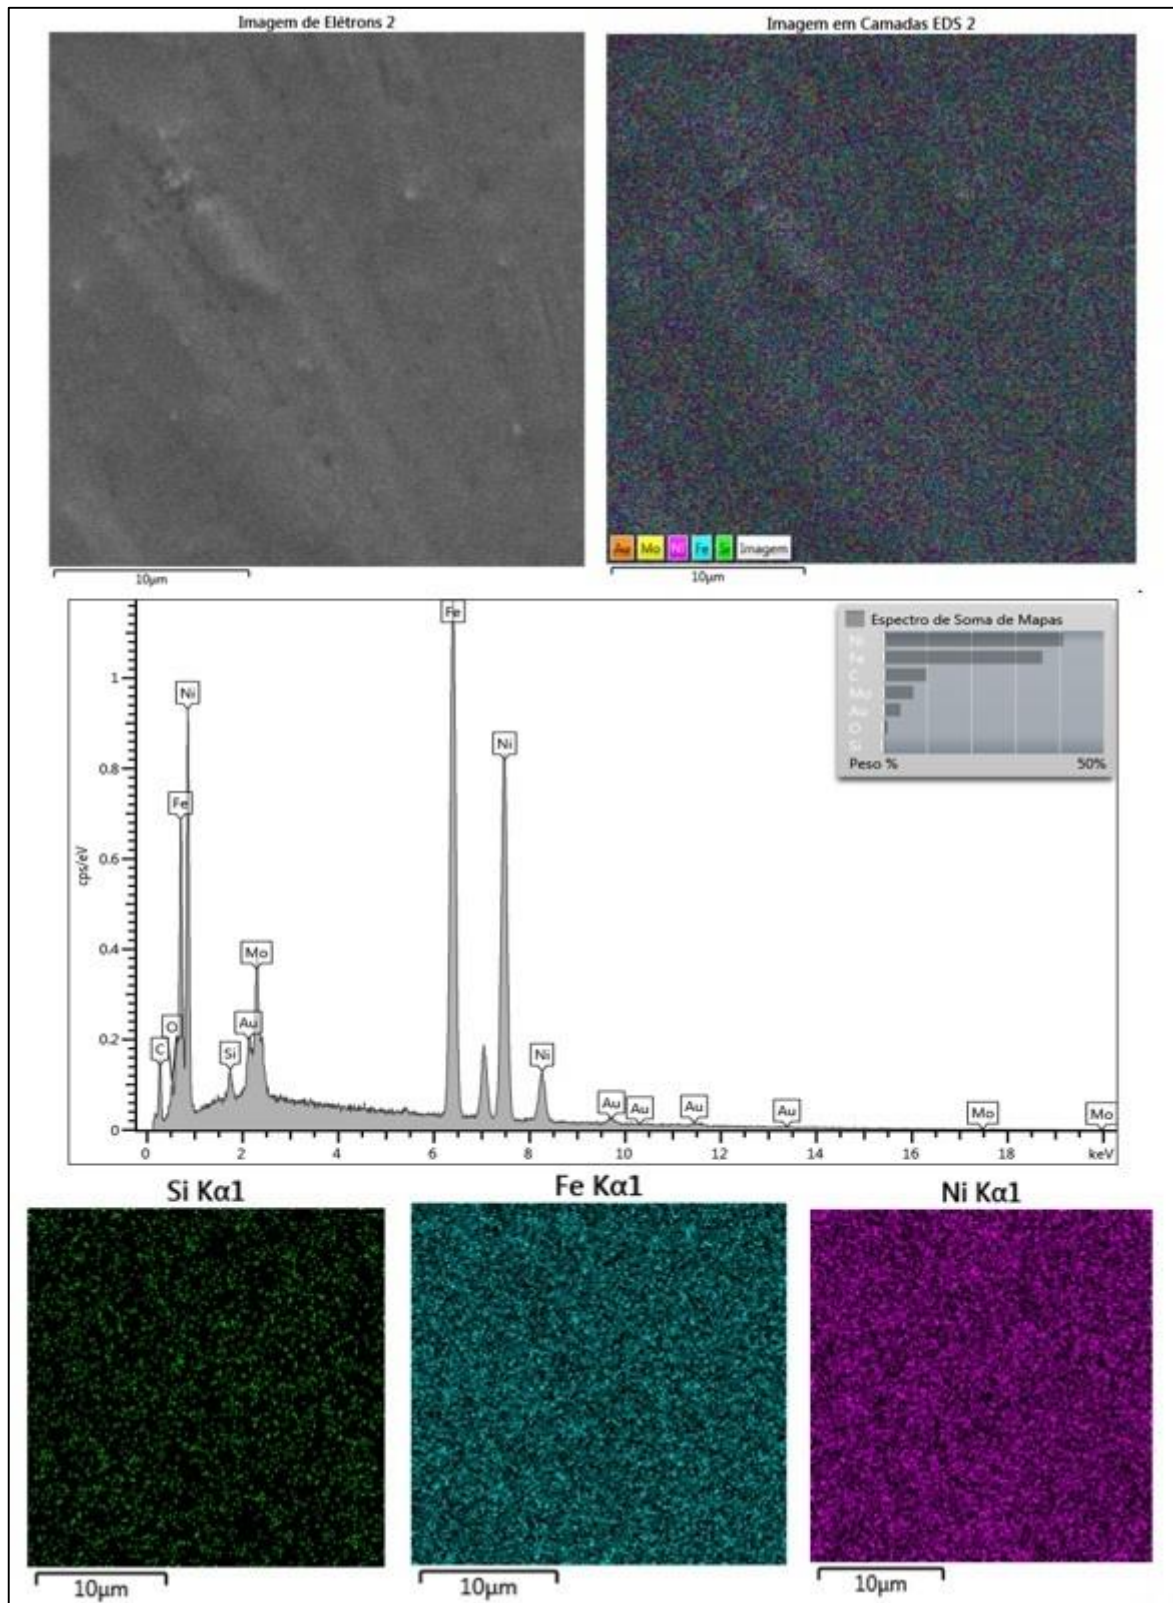 Imagem de Elétrons 2
Imagem em Camadas EDS 2
Au Mo Ni Fe Si Imagem
10µm
10µm
Espectro de Soma de Mapas
Ni
Fe
C
Mo
Au
O
Si
Peso % 50%
cps/eV
1
0.8
0.6
0.4
0.2
0
Fe
Ni
Ni
Fe
Mo
Au
O
C
Si
Ni
Au
Au
Au
Au
Mo
Mo
0 2 4 6 8 10 12 14 16 18 keV
Si Kα1
Fe Kα1
Ni Kα1
10µm
10µm
10µm